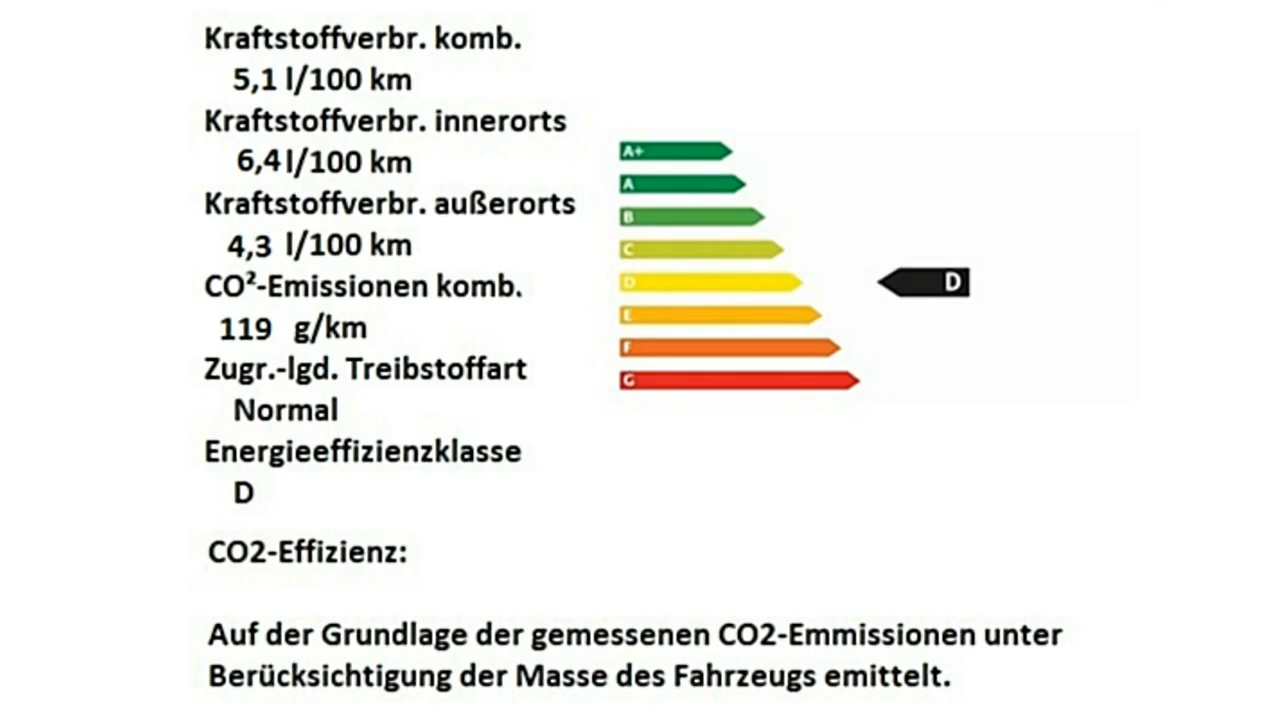 Kraftstoffverbr. komb.
5,1 l/100 km
Kraftstoffverbr. innerorts
6,4 l/100 km
Kraftstoffverbr. außerorts
4,3 l/100 km
CO²-Emissionen komb.
119 g/km
Zugr.-lgd. Treibstoffart
Normal
Energieeffizienzklasse
D
A+
A
B
C
D
E
F
G
D
CO2-Effizienz:
Auf der Grundlage der gemessenen CO2-Emmissionen unter
Berücksichtigung der Masse des Fahrzeugs emittelt.